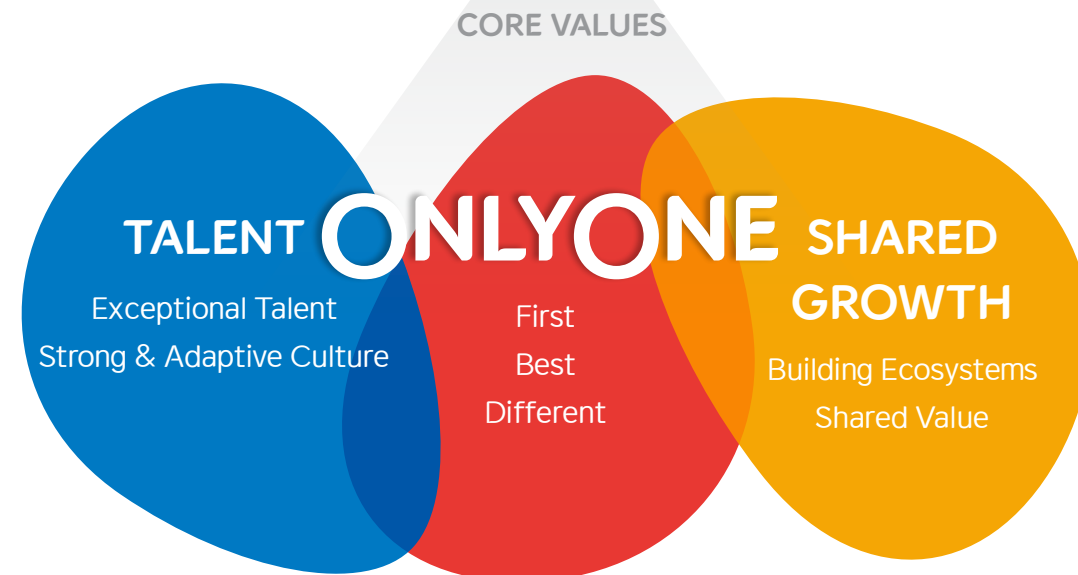 CORE VALUES
TALENT
Exceptional Talent
Strong & Adaptive Culture
ONLYONE
First
Best
Different
SHARED
GROWTH
Building Ecosystems
Shared Value